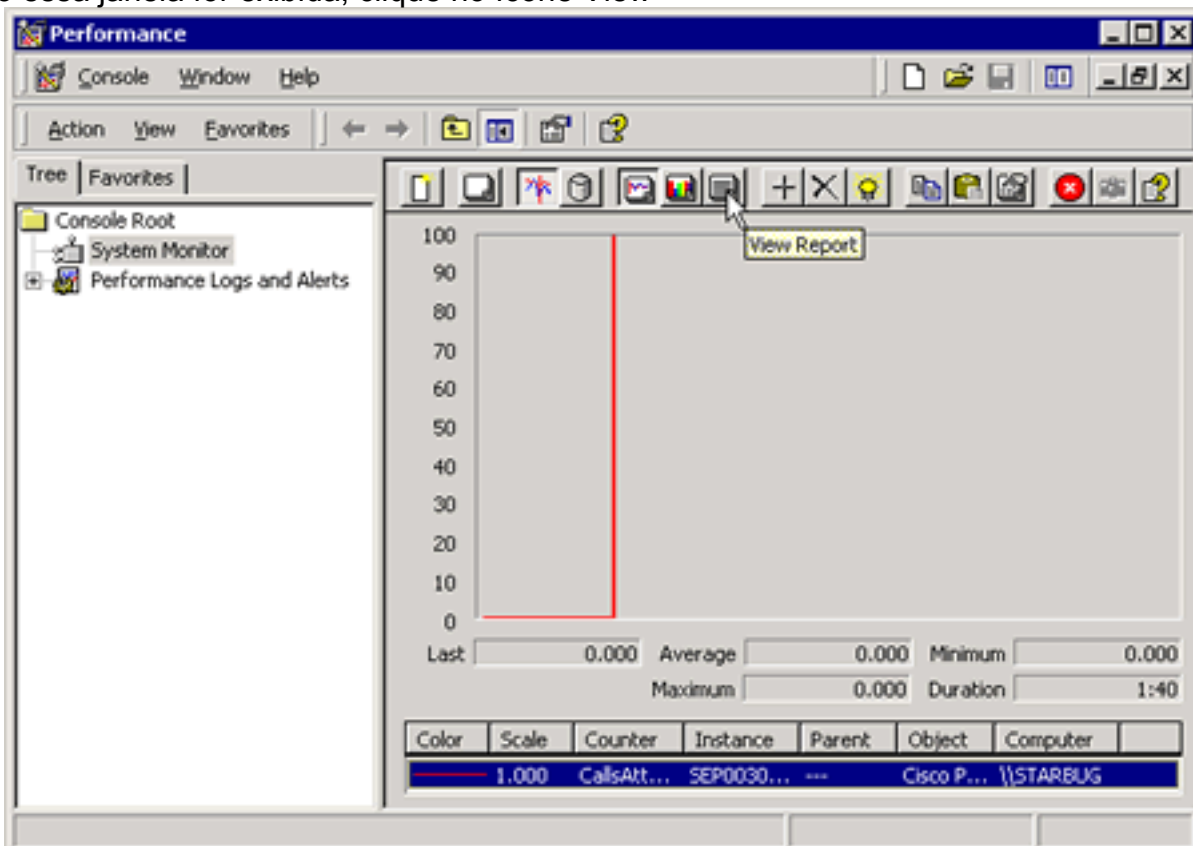 Performance
Console Window Help
Action View Favorites
Tree Favorites
Console Root
System Monitor
Performance Logs and Alerts
View Report
100
90
80
70
60
50
40
30
20
10
0
Last 0.000 Average 0.000 Minimum 0.000
Maximum 0.000 Duration 1:40
Color Scale Counter Instance Parent Object Computer
1.000 CallsAtt... SEP0030... --- Cisco P... \\STARBUG